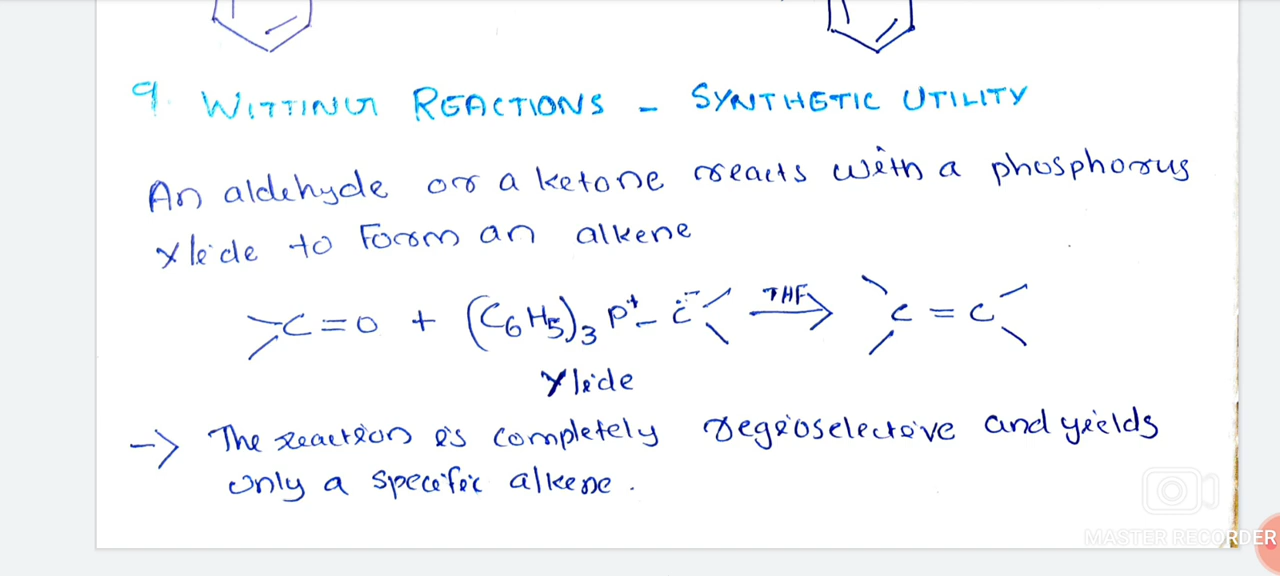 9. WITTING REACTIONS - SYNTHETIC UTILITY
An aldehyde or a ketone reacts with a phosphorus
Ylide to form an alkene
>C=O + (C6H5)3 P+ - C̈- < THF → >C=C<
Ylide
→ The reaction is completely regioselective and yields
only a specific alkene.
MASTER RECORDER